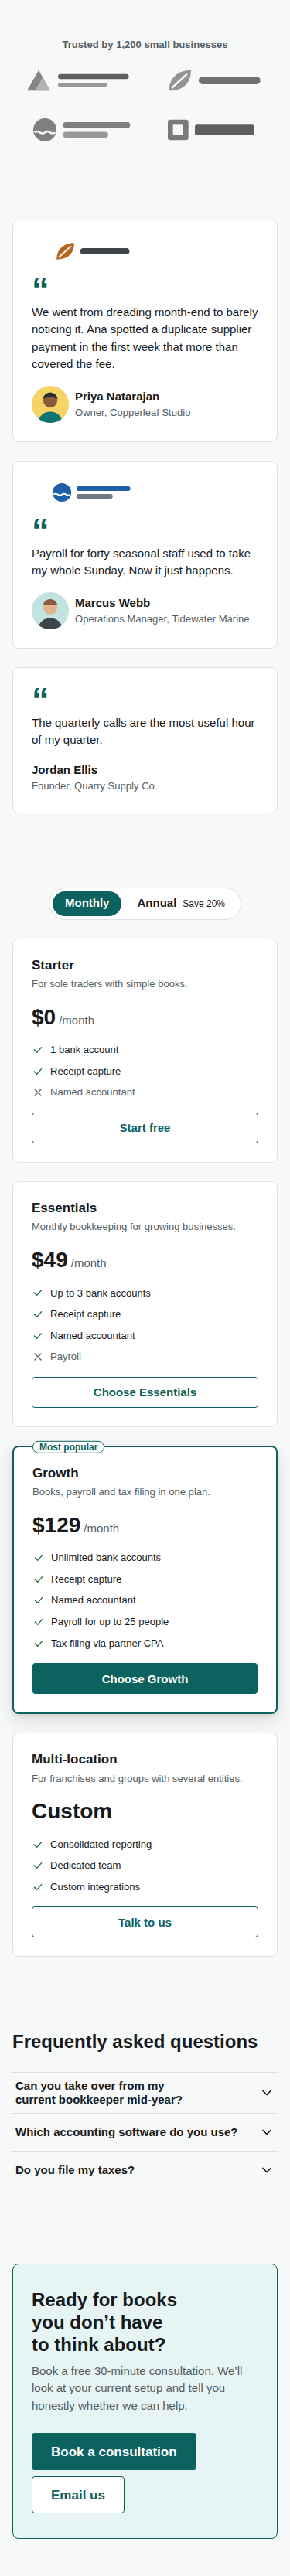 Trusted by 1,200 small businesses
“
We went from dreading month-end to barely
noticing it. Ana spotted a duplicate supplier
payment in the first week that more than
covered the fee.
Priya Natarajan
Owner, Copperleaf Studio
“
Payroll for forty seasonal staff used to take
my whole Sunday. Now it just happens.
Marcus Webb
Operations Manager, Tidewater Marine
“
The quarterly calls are the most useful hour
of my quarter.
Jordan Ellis
Founder, Quarry Supply Co.
Monthly Annual Save 20%
Starter
For sole traders with simple books.
$0 /month
1 bank account
Receipt capture
Named accountant
Start free
Essentials
Monthly bookkeeping for growing businesses.
$49 /month
Up to 3 bank accounts
Receipt capture
Named accountant
Payroll
Choose Essentials
Most popular
Growth
Books, payroll and tax filing in one plan.
$129 /month
Unlimited bank accounts
Receipt capture
Named accountant
Payroll for up to 25 people
Tax filing via partner CPA
Choose Growth
Multi-location
For franchises and groups with several entities.
Custom
Consolidated reporting
Dedicated team
Custom integrations
Talk to us
Frequently asked questions
Can you take over from my
current bookkeeper mid-year?
Which accounting software do you use?
Do you file my taxes?
Ready for books
you don’t have
to think about?
Book a free 30-minute consultation. We’ll
look at your current setup and tell you
honestly whether we can help.
Book a consultation
Email us